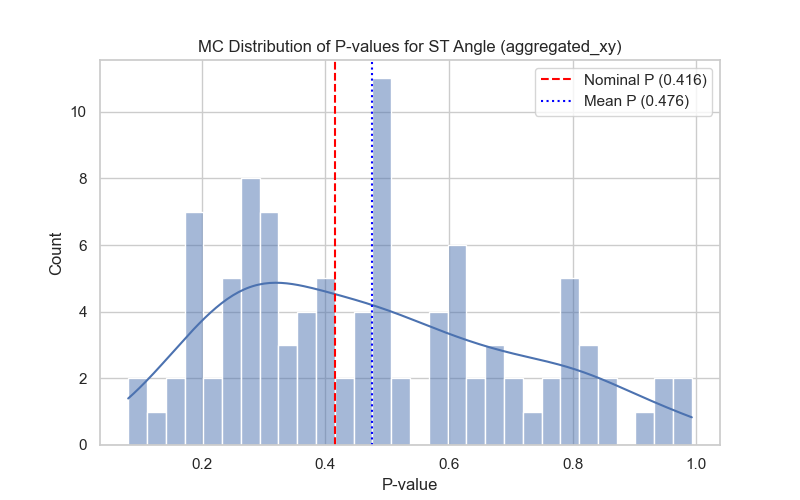 MC Distribution of P-values for ST Angle (aggregated_xy)
Nominal P (0.416)
Mean P (0.476)
Count
10
8
6
4
2
0
0.2 0.4 0.6 0.8 1.0
P-value